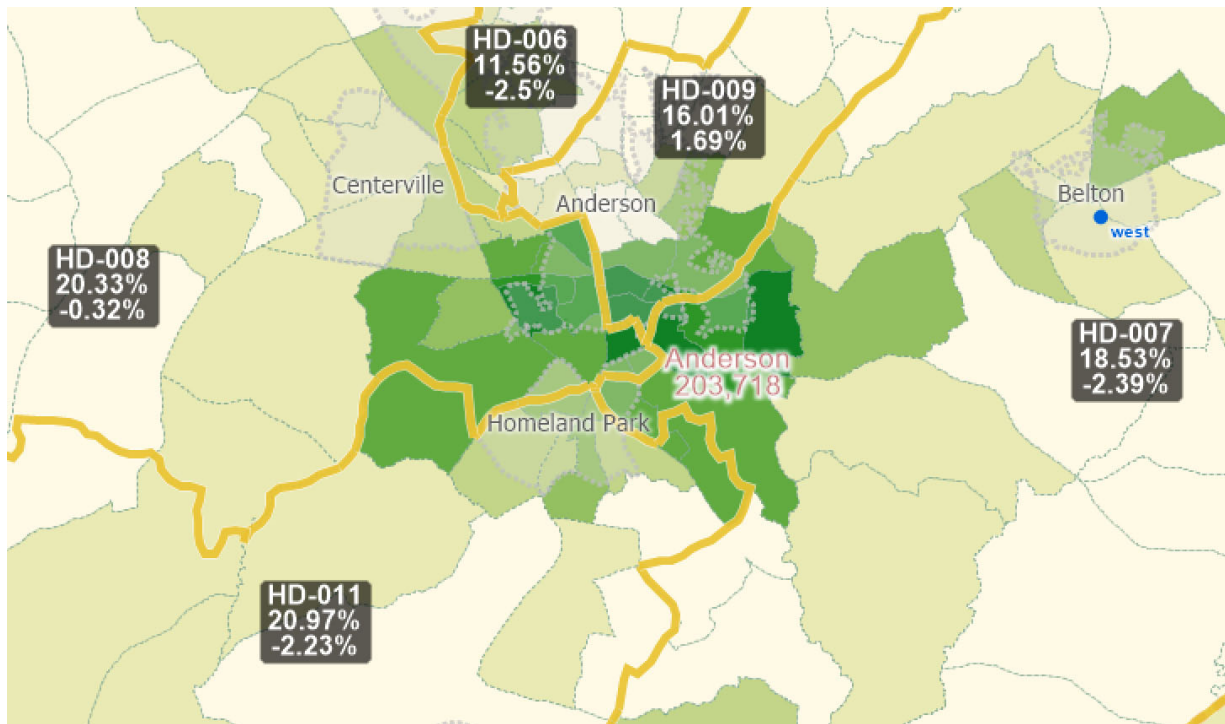 HD-006
11.56%
-2.5%
HD-009
16.01%
1.69%
Centerville
Anderson
Belton
west
HD-008
20.33%
-0.32%
HD-007
18.53%
-2.39%
Anderson
203,718
Homeland Park
HD-011
20.97%
-2.23%